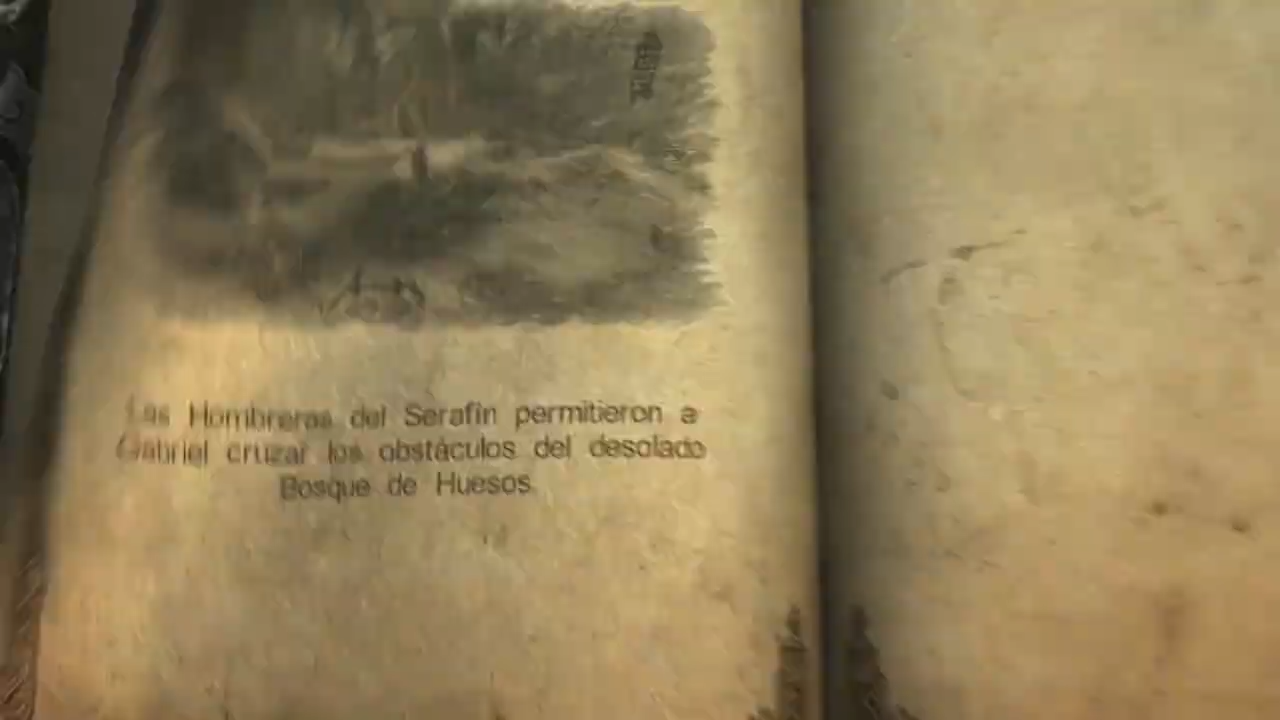 Las Hombreras del Serafín permitieron a
Gabriel cruzar los obstáculos del desolado
Bosque de Huesos.